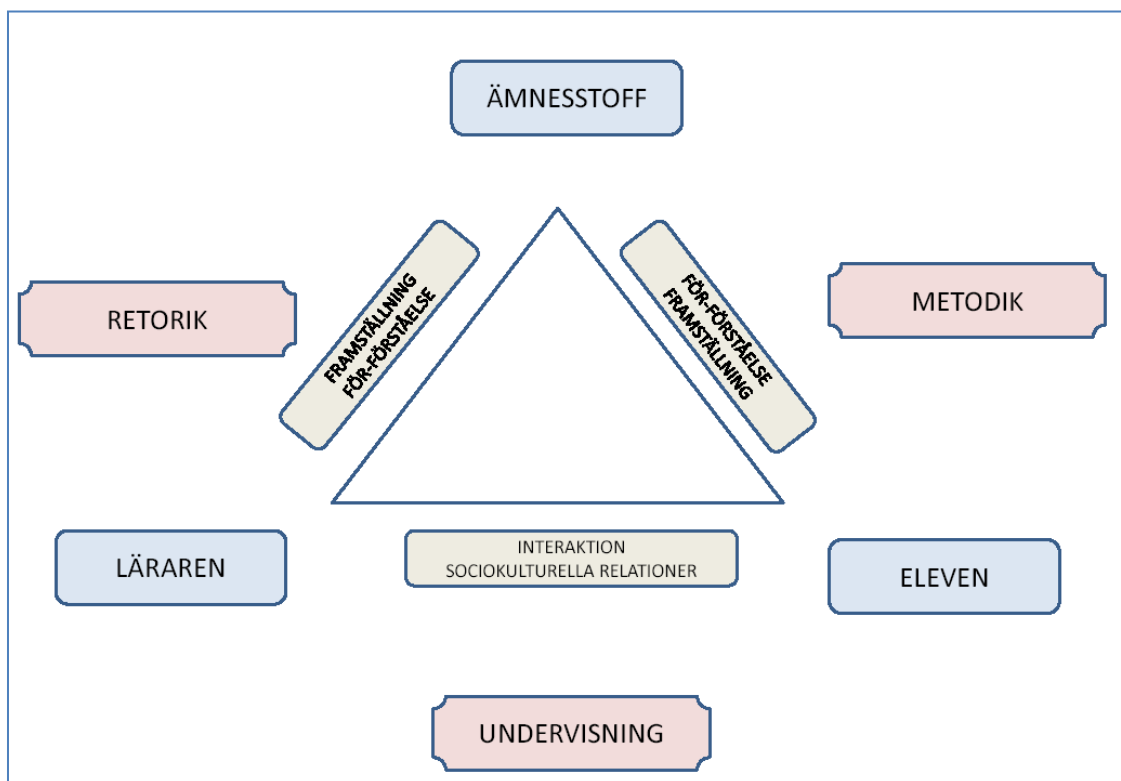 ÄMNESSTOFF
RETORIK
FRAMSTÄLLNING
FÖR-FÖRSTÅELSE
FÖR-FÖRSTÅELSE
FRAMSTÄLLNING
METODIK
LÄRAREN
INTERAKTION
SOCIOKULTURELLA RELATIONER
ELEVEN
UNDERVISNING